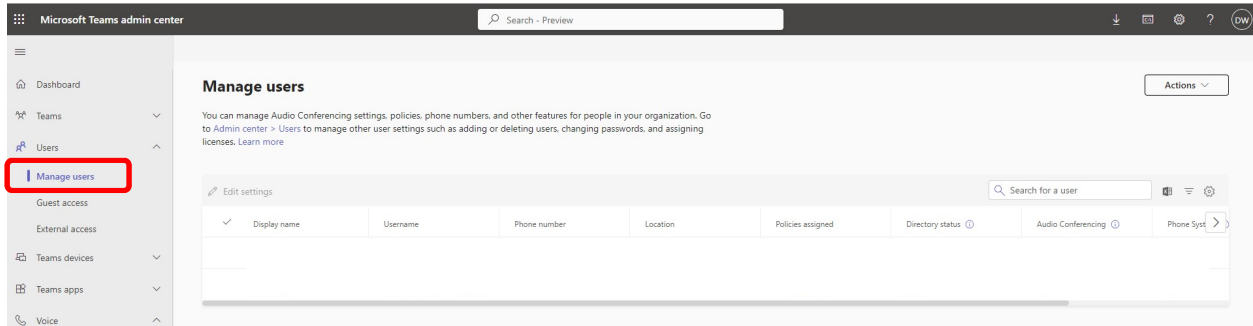 Microsoft Teams admin center
Search - Preview
?
DW
Dashboard
Teams
Users
Manage users
Guest access
External access
Teams devices
Teams apps
Voice
Manage users
Actions
You can manage Audio Conferencing settings, policies, phone numbers, and other features for people in your organization. Go
to Admin center > Users to manage other user settings such as adding or deleting users, changing passwords, and assigning
licenses. Learn more
Edit settings
Search for a user
Display name Username Phone number Location Policies assigned Directory status Audio Conferencing Phone Syst